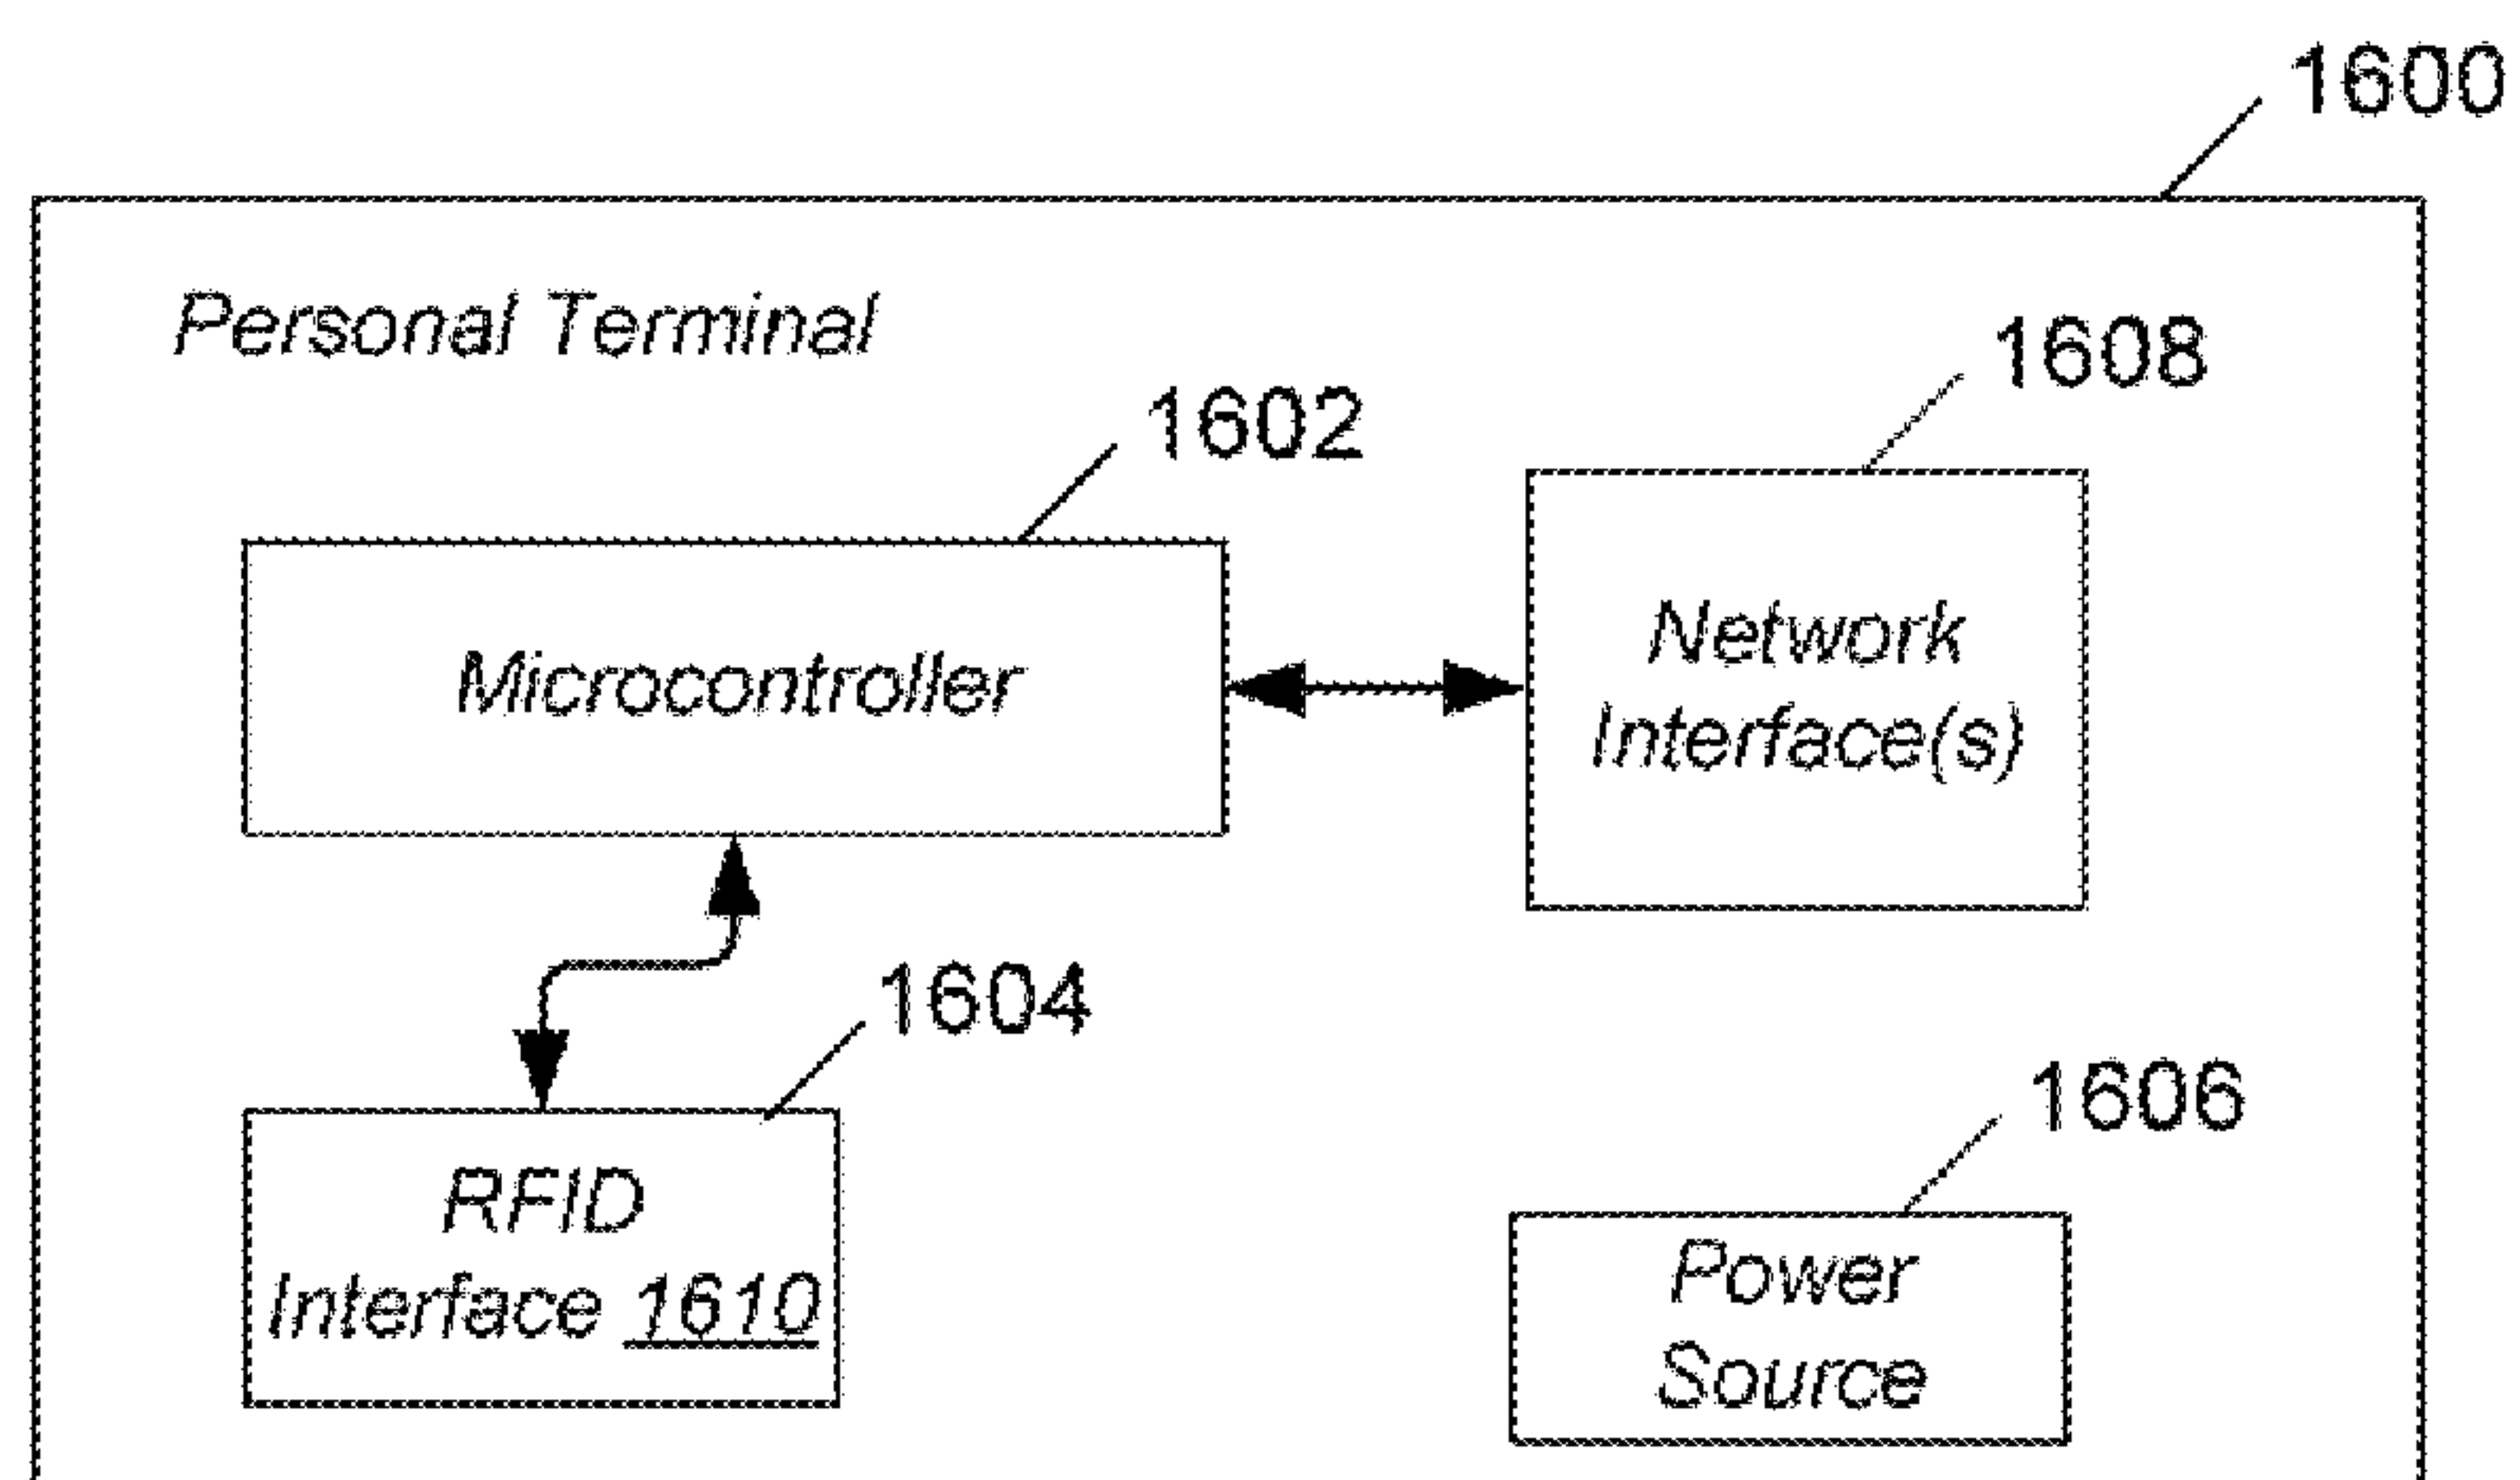 1600
Personal Terminal
1608
1602
Network
Interface(s)
Microcontroller
1604
1606
RFID
Interface 1610
Power
Source